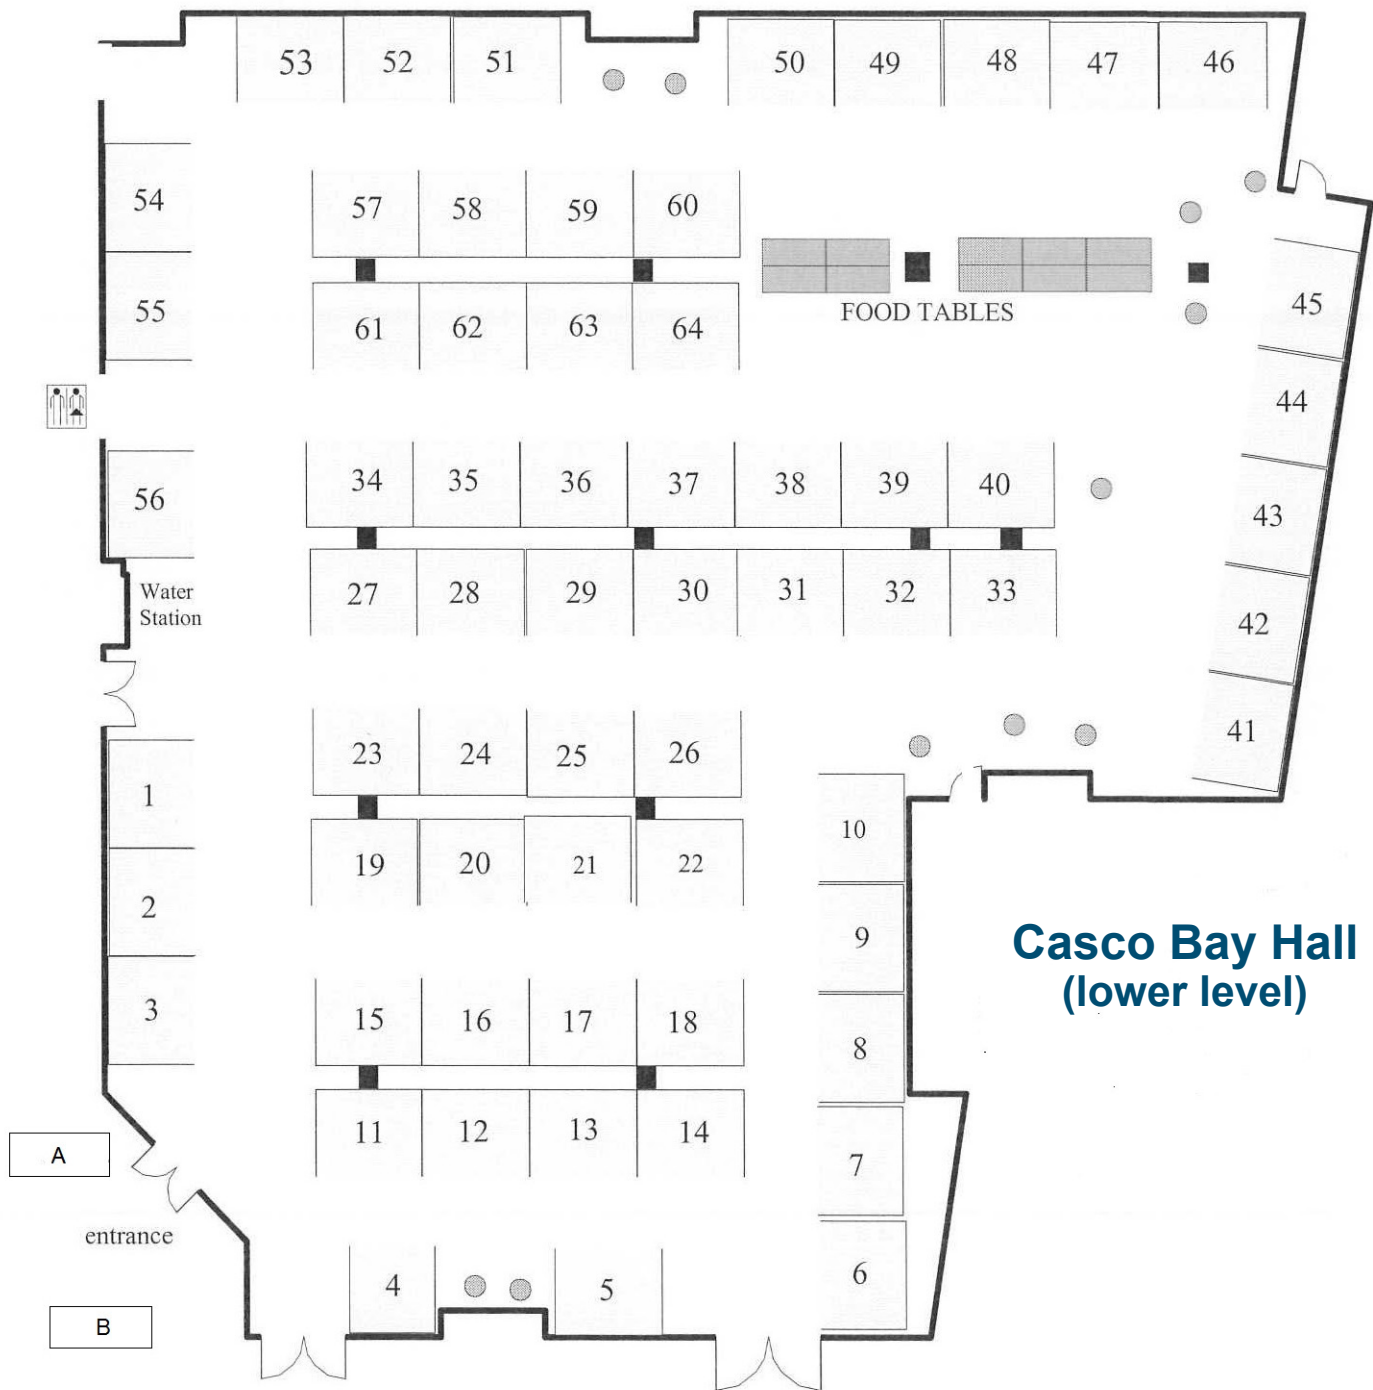 53 52 51 50 49 48 47 46
54 57 58 59 60
55 61 62 63 64 FOOD TABLES 45
44
56 34 35 36 37 38 39 40 43
Water
Station
27 28 29 30 31 32 33 42
23 24 25 26 41
1 10
2 19 20 21 22
9
Casco Bay Hall
(lower level)
3 15 16 17 18 8
A 11 12 13 14 7
entrance
4 5 6
B